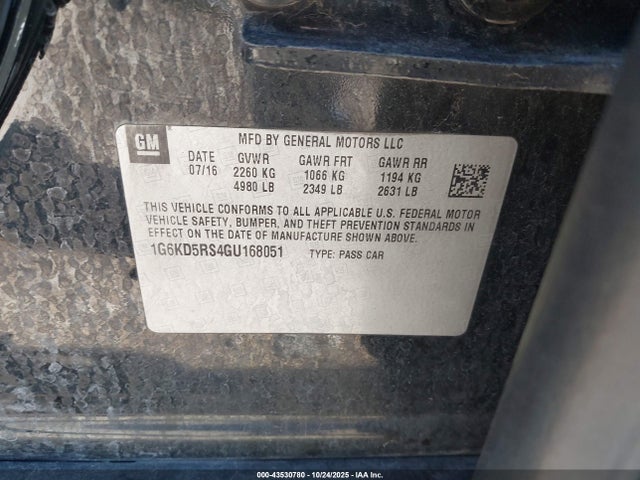 GM
MFD BY GENERAL MOTORS LLC
DATE GVWR GAWR FRT GAWR RR
07/16 2260 KG 1066 KG 1194 KG
4980 LB 2349 LB 2631 LB
THIS VEHICLE CONFORMS TO ALL APPLICABLE U.S. FEDERAL MOTOR
VEHICLE SAFETY, BUMPER, AND THEFT PREVENTION STANDARDS
IN EFFECT ON THE DATE OF MANUFACTURE SHOWN ABOVE.
1G6KD5RS4GU168051 TYPE: PASS CAR
000-43530780 - 10/24/2025 - IAAI.COM